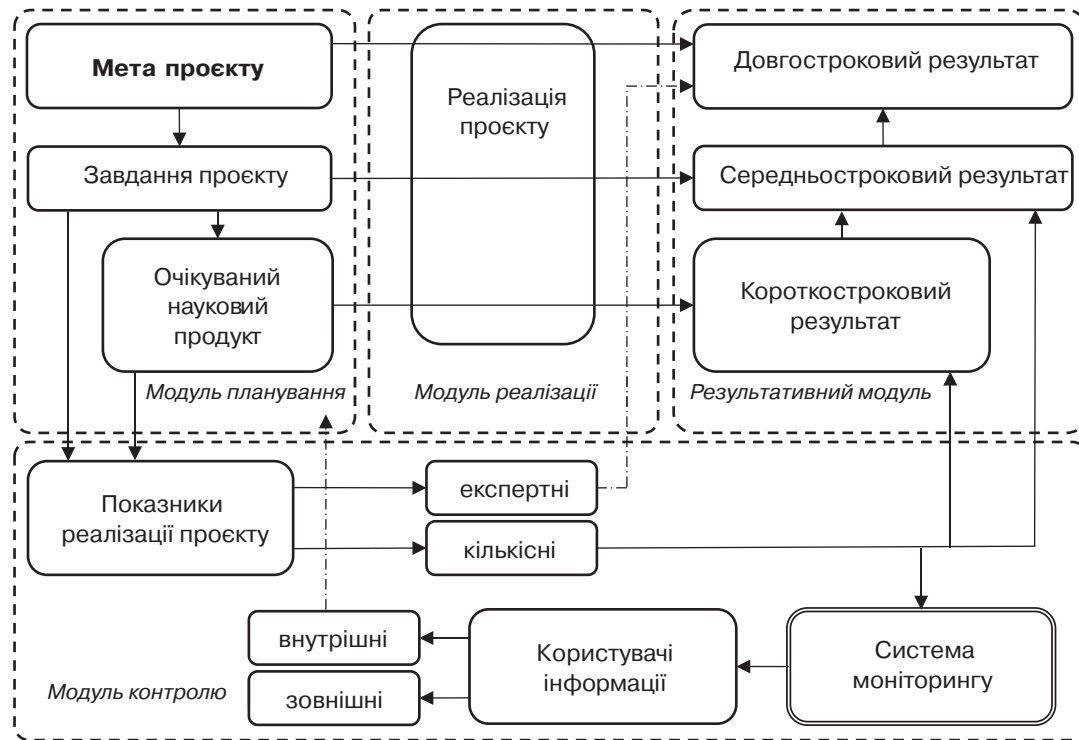 Мета проєкту
Реалізація
проєкту
Довгостроковий результат
Завдання проєкту
Середньостроковий результат
Очікуваний
науковий
продукт
Короткостроковий
результат
Модуль планування
Модуль реалізації
Результативний модуль
Показники
реалізації проєкту
експертні
кількісні
внутрішні
зовнішні
Користувачі
інформації
Система
моніторингу
Модуль контролю